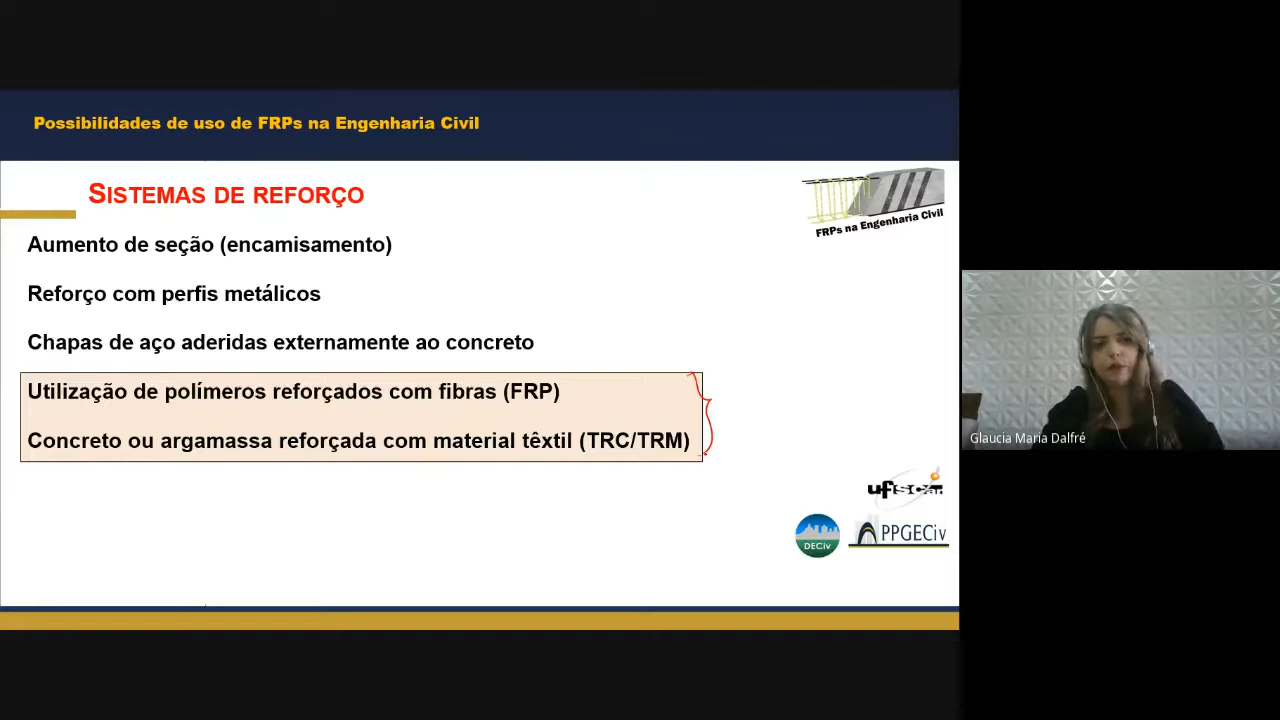 Possibilidades de uso de FRPs na Engenharia Civil
SISTEMAS DE REFORÇO
FRPs na Engenharia Civil
Aumento de seção (encamisamento)
Reforço com perfis metálicos
Chapas de aço aderidas externamente ao concreto
Utilização de polímeros reforçados com fibras (FRP)
Concreto ou argamassa reforçada com material têxtil (TRC/TRM)
Glaucia Maria Dalfré
ufscar
DECiv
PPGECiv